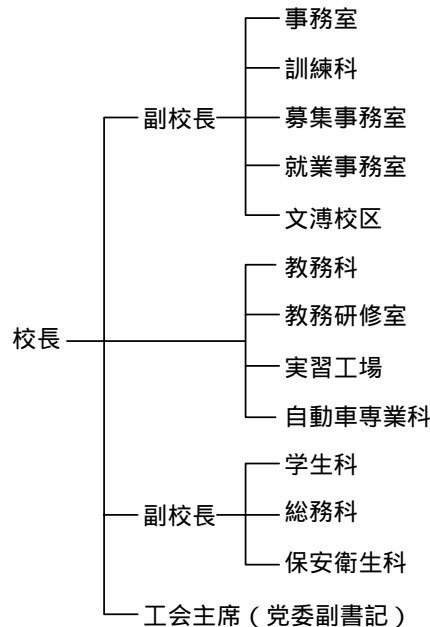 事務室
訓練科
副校長
募集事務室
就業事務室
文溥校区
教務科
教務研修室
校長
実習工場
自動車専業科
学生科
副校長
総務科
保安衛生科
工会主席（党委副書記）